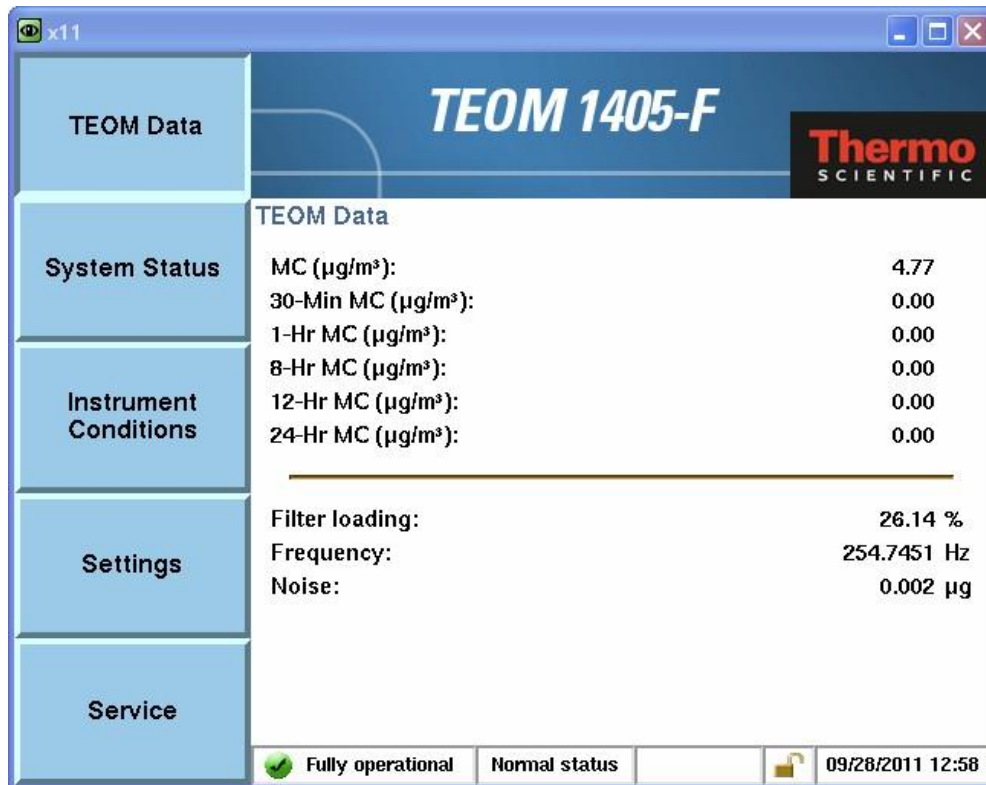 x11
TEOM Data
TEOM 1405-F
Thermo
SCIENTIFIC
System Status
Instrument
Conditions
Settings
Service
TEOM Data
MC (µg/m³): 4.77
30-Min MC (µg/m³): 0.00
1-Hr MC (µg/m³): 0.00
8-Hr MC (µg/m³): 0.00
12-Hr MC (µg/m³): 0.00
24-Hr MC (µg/m³): 0.00
Filter loading: 26.14 %
Frequency: 254.7451 Hz
Noise: 0.002 µg
Fully operational Normal status 09/28/2011 12:58